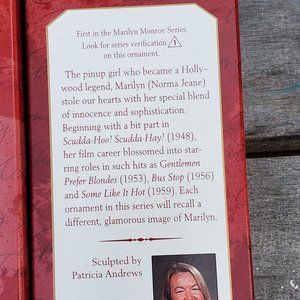 First in the Marilyn Monroe Series.
Look for series verification
on this ornament.
The pinup girl who became a Holly-
wood legend, Marilyn (Norma Jeane)
stole our hearts with her special blend
of innocence and sophistication.
Beginning with a bit part in
Scudda-Hoo! Scudda-Hay! (1948),
her film career blossomed into star-
ring roles in such hits as Gentlemen
Prefer Blondes (1953), Bus Stop (1956)
and Some Like It Hot (1959). Each
ornament in this series will recall a
different, glamorous image of Marilyn.
Sculpted by
Patricia Andrews